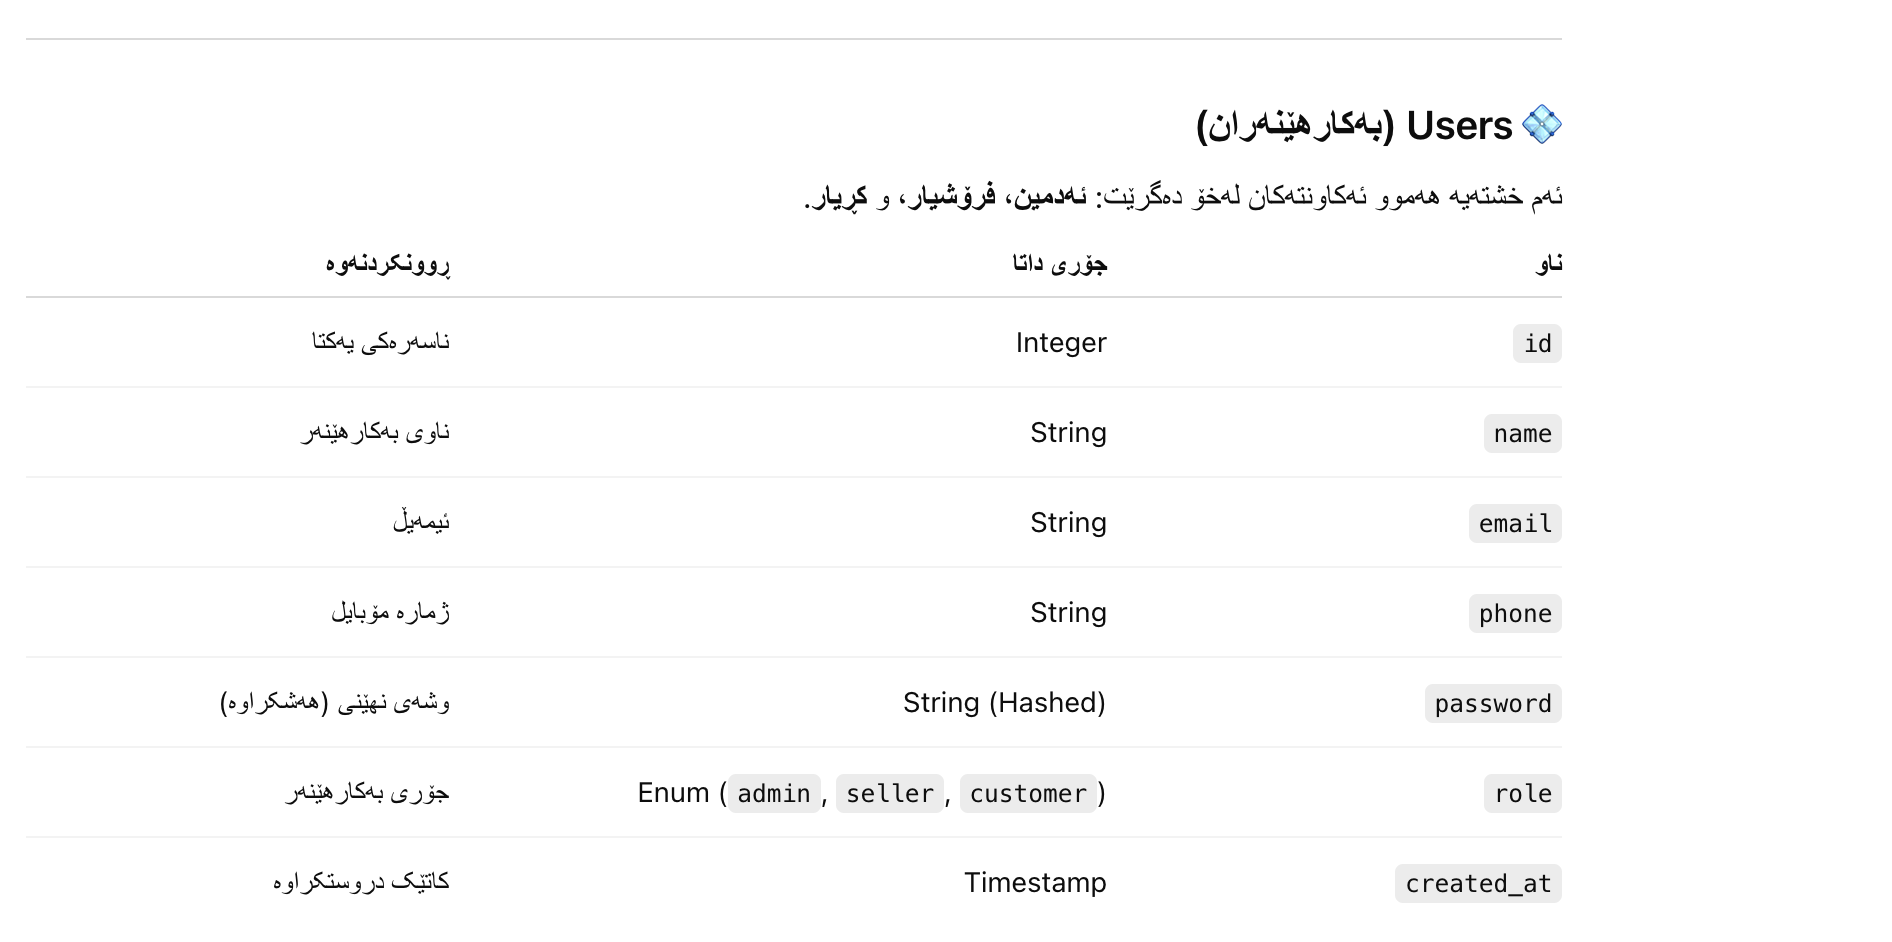 💠 Users (بەکارهێنەران)
ئەم خشتەیە هەموو ئەکاونتەکان لەخۆ دەگرێت: ئەدمین، فرۆشیار، و کڕیار.
ناو جۆری داتا ڕوونکردنەوە
id Integer ناسەرەکی یەکتا
name String ناوی بەکارهێنەر
email String ئیمەیڵ
phone String ژمارە مۆبایل
password String (Hashed) وشەی نهێنی (هەشکراوە)
role Enum (admin, seller, customer) جۆری بەکارهێنەر
created_at Timestamp کاتێک دروستکراوە